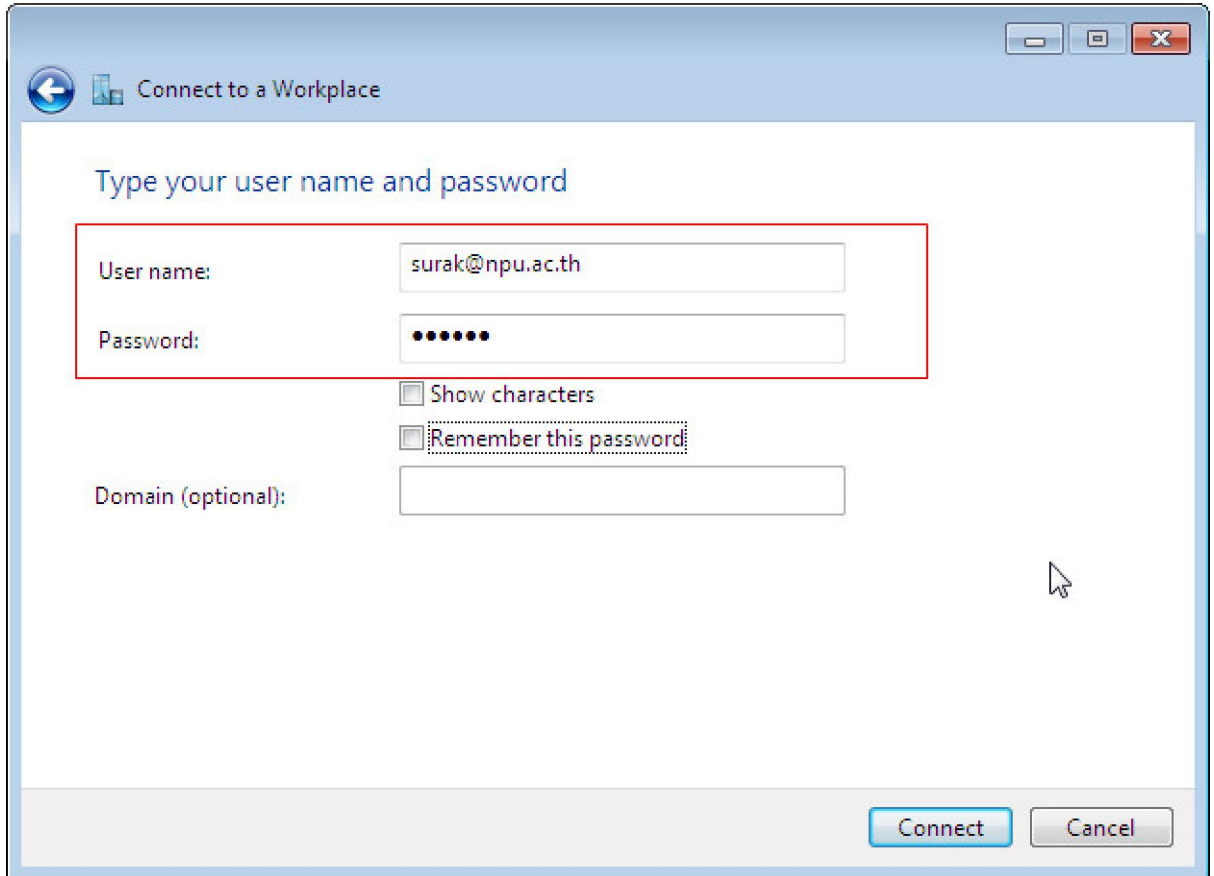 Connect to a Workplace
Type your user name and password
User name:
surak@npu.ac.th
Password:
••••••
Show characters
Remember this password
Domain (optional):
Connect
Cancel